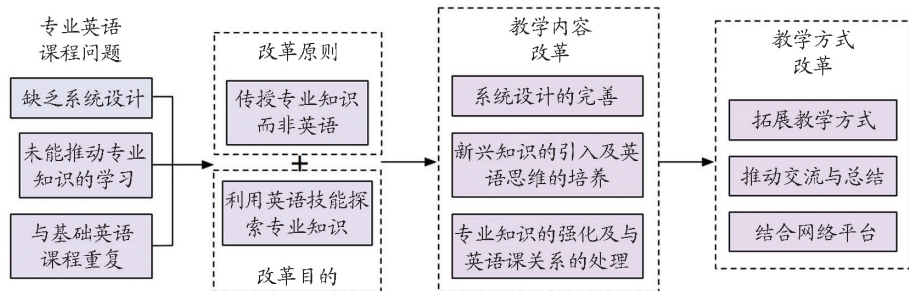 专业英语
课程问题
缺乏系统设计
未能推动专业
知识的学习
与基础英语
课程重复
改革原则
传授专业知识
而非英语
+
利用英语技能探
索专业知识
改革目的
教学内容
改革
系统设计的完善
新兴知识的引入及英
语思维的培养
专业知识的强化及与
英语课关系的处理
教学方式
改革
拓展教学方式
推动交流与总结
结合网络平台